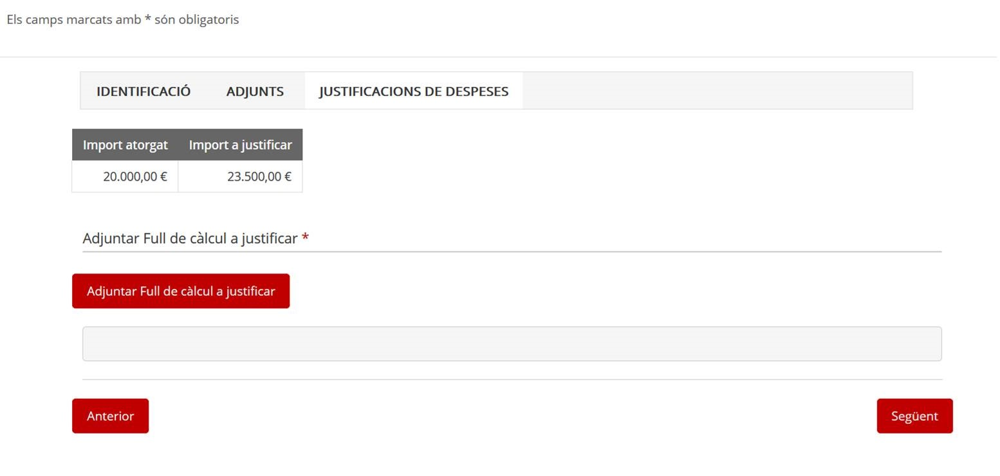 Els camps marcats amb * són obligatoris
IDENTIFICACIÓ ADJUNTS JUSTIFICACIONS DE DESPESES
Import atorgat Import a justificar
20.000,00 € 23.500,00 €
Adjuntar Full de càlcul a justificar *
Adjuntar Full de càlcul a justificar
Anterior Següent